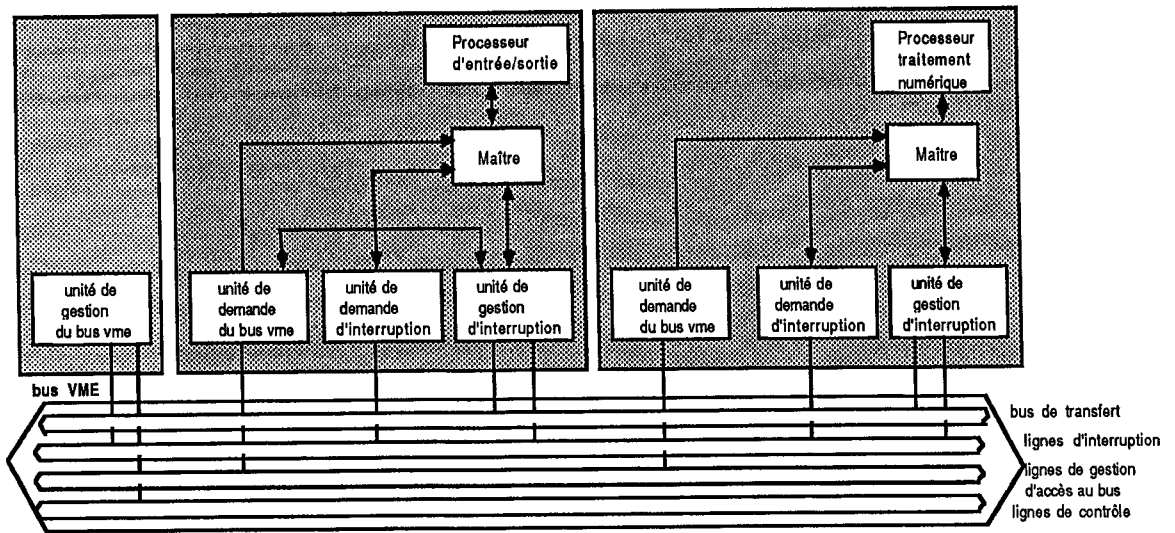 Processeur
d'entrée/sortie
Processeur
traitement
numérique
Maître
Maître
unité de
gestion
du bus vme
unité de
demande
du bus vme
unité de
demande
d'interruption
unité de
gestion
d'interruption
unité de
demande
du bus vme
unité de
demande
d'interruption
unité de
gestion
d'interruption
bus VME
bus de transfert
lignes d'interruption
lignes de gestion
d'accès au bus
lignes de contrôle